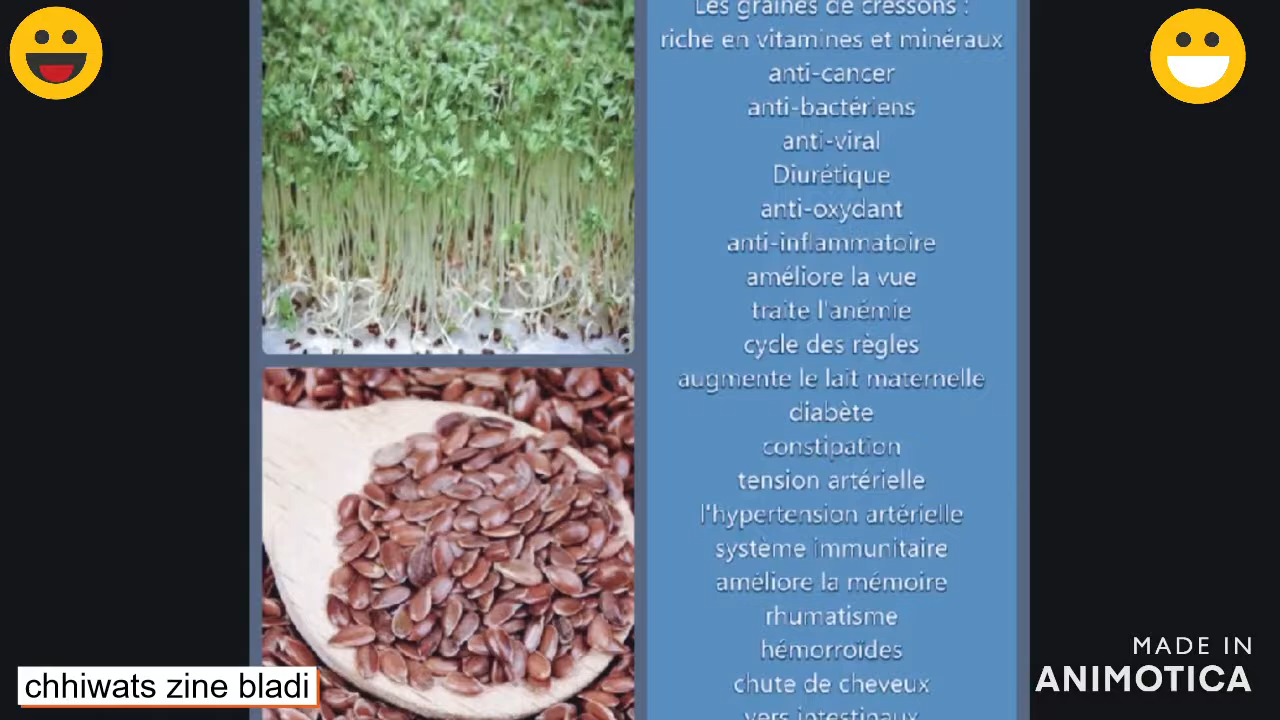 Les graines de cressons :
riche en vitamines et minéraux
anti-cancer
anti-bactériens
anti-viral
Diurétique
anti-oxydant
anti-inflammatoire
améliore la vue
traite l'anémie
cycle des règles
augmente le lait maternelle
diabète
constipation
tension artérielle
l'hypertension artérielle
système immunitaire
améliore la mémoire
rhumatisme
hémorroïdes
chute de cheveux
vers intestinaux
chhiwats zine bladi
MADE IN
ANIMOTICA